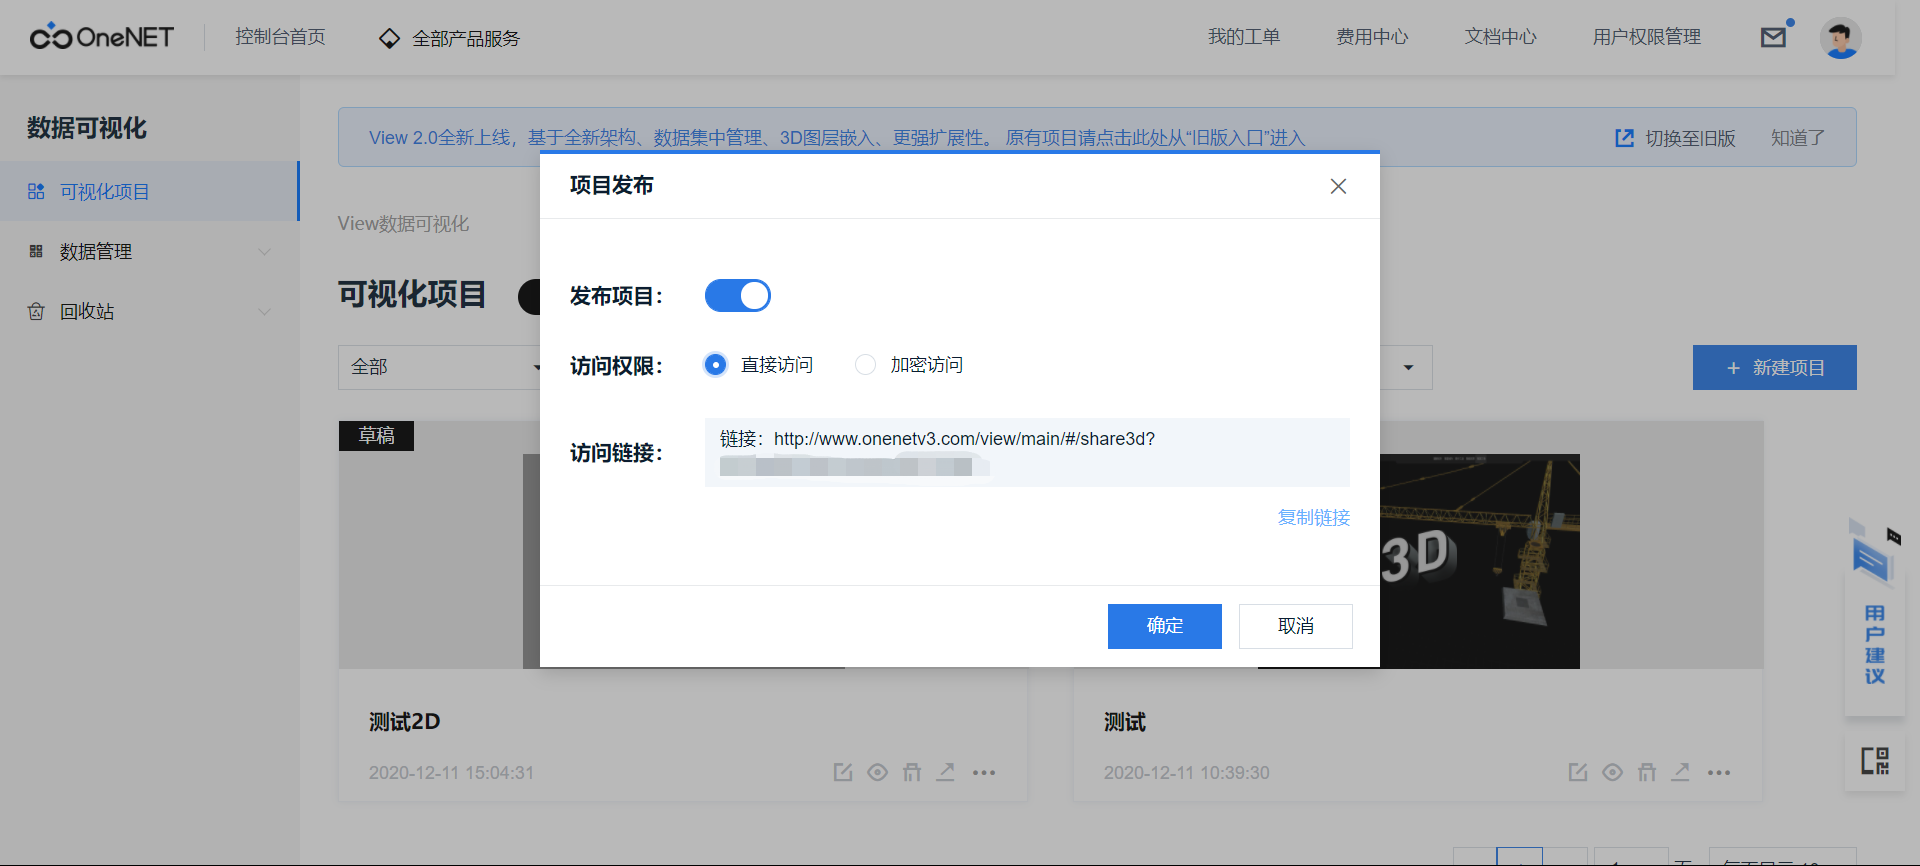 OneNET
控制台首页
全部产品服务
我的工单
费用中心
文档中心
用户权限管理
数据可视化
可视化项目
数据管理
回收站
View 2.0全新上线，基于全新架构、数据集中管理、3D图层嵌入、更强扩展性。 原有项目请点击此处从“旧版入口”进入
切换至旧版
知道了
View数据可视化
可视化项目
全部
+ 新建项目
项目发布
发布项目：
访问权限：
直接访问
加密访问
访问链接：
链接：http://www.onenetv3.com/view/main/#/share3d?
复制链接
确定
取消
草稿
3D
测试2D
2020-12-11 15:04:31
测试
2020-12-11 10:39:30
用户建议